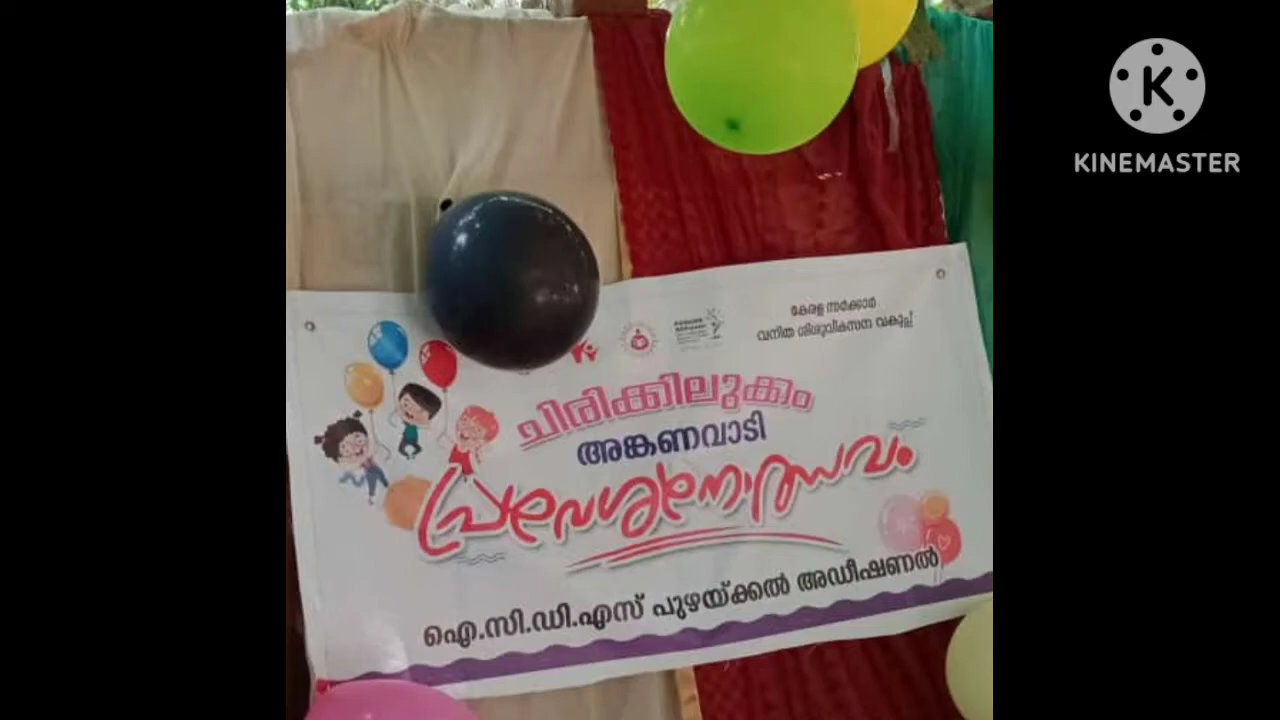 KINEMASTER
കേരള സർക്കാർ
വനിത ശിശുവികസന വകുപ്പ്
ചിരിക്കിലുക്കം
അങ്കണവാടി
പ്രവേശനോത്സവം
ഐ.സി.ഡി.എസ് പുഴയ്ക്കൽ അഡീഷണൽ